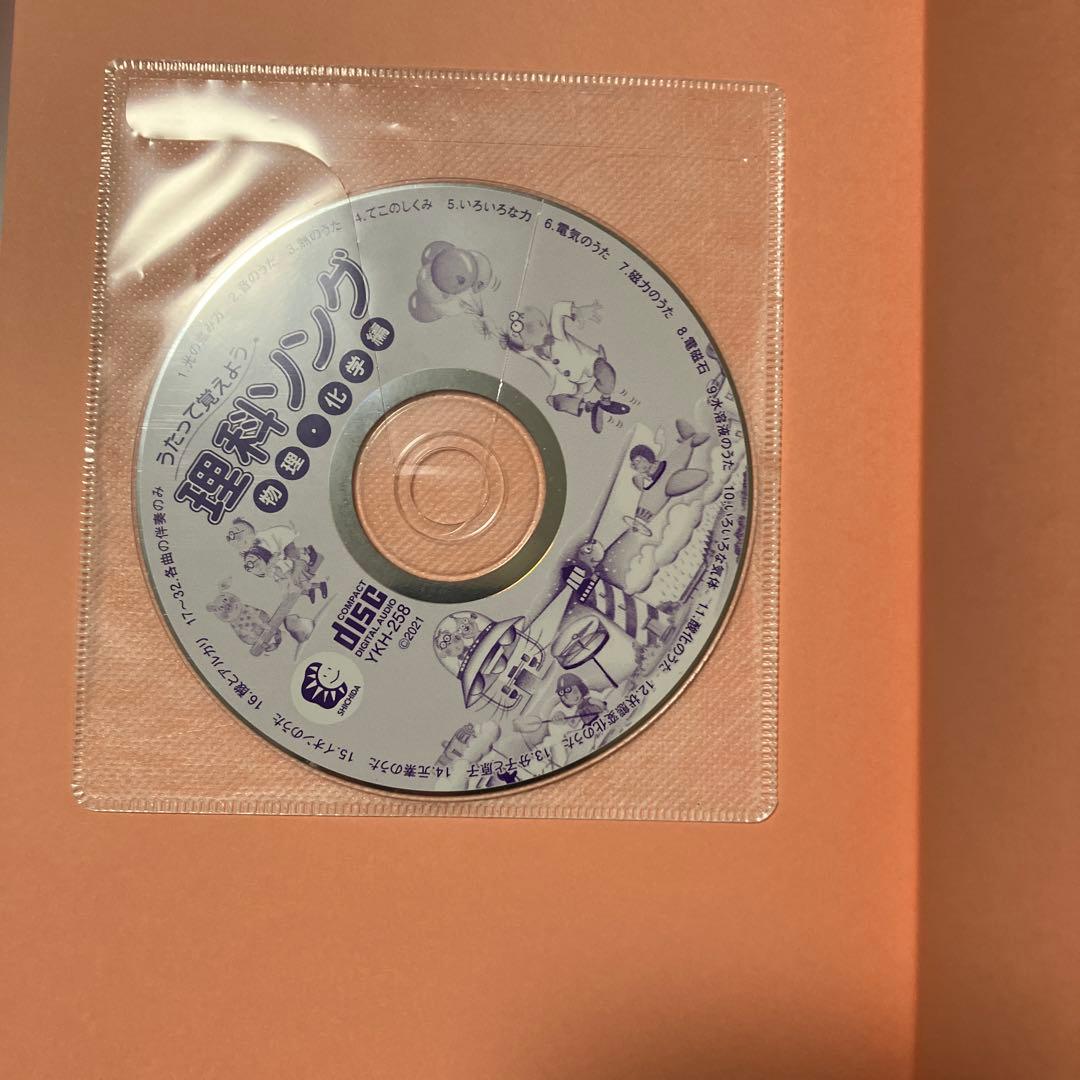 うたって覚えよう
理科ソング
物理・化学編
1.光の進み方
2.音のうた
3.熱のうた
4.てこのしくみ
5.いろいろな力
6.電気のうた
7.磁力のうた
8.電磁石
9.水溶液のうた
10.いろいろな気体
11.酸化のうた
12.状態変化のうた
13.分子と原子
14.元素のうた
15.イオンのうた
16.酸とアルカリ
17〜32.各曲の伴奏のみ
COMPACT
disc
DIGITAL AUDIO
YKH-258
©2021
SHICHIDA